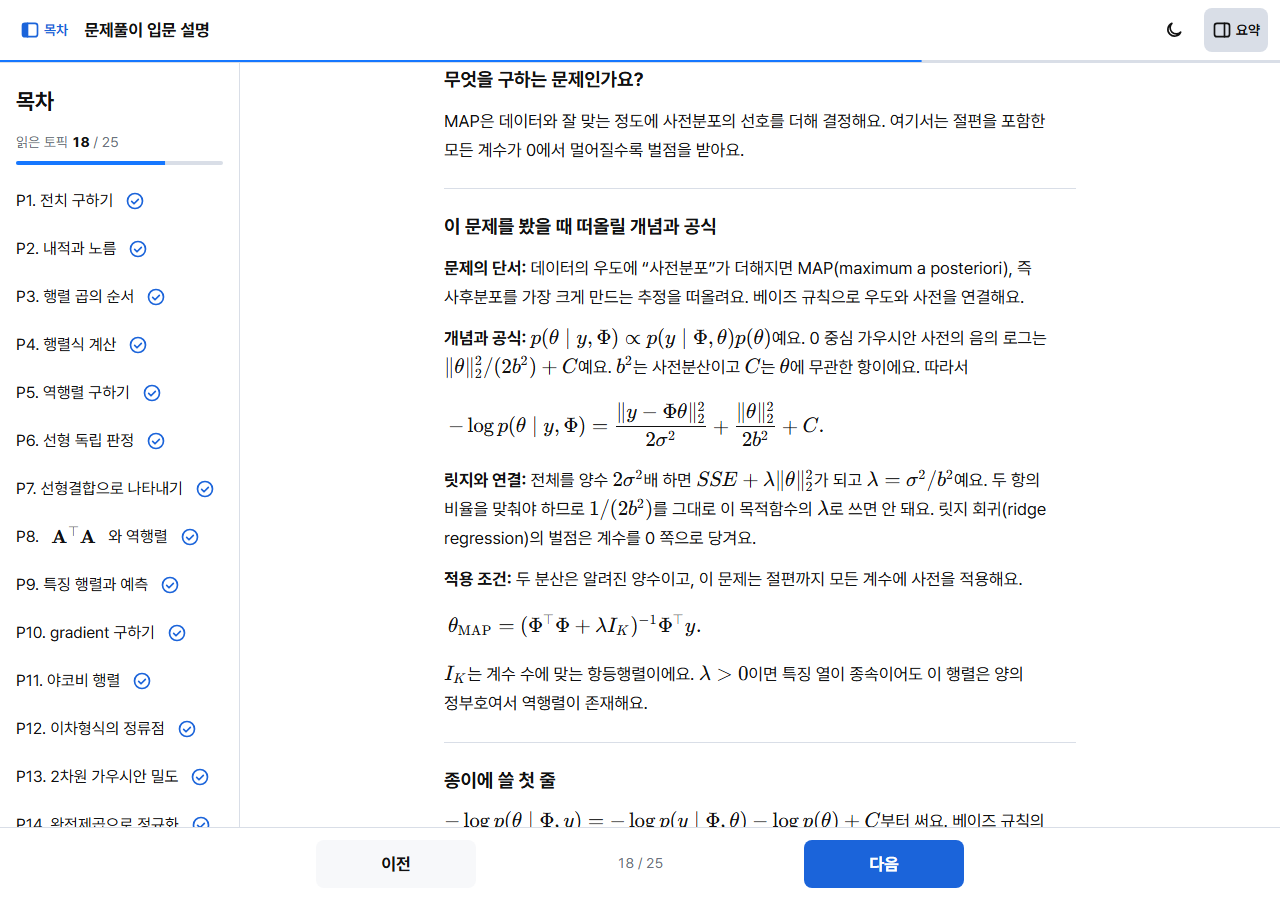 목차 문제풀이 입문 설명
요약
목차
읽은 토픽 18 / 25
P1. 전치 구하기
P2. 내적과 노름
P3. 행렬 곱의 순서
P4. 행렬식 계산
P5. 역행렬 구하기
P6. 선형 독립 판정
P7. 선형결합으로 나타내기
P8. A⊤A 와 역행렬
P9. 특징 행렬과 예측
P10. gradient 구하기
P11. 야코비 행렬
P12. 이차형식의 정류점
P13. 2차원 가우시안 밀도
P14. 완전제곱으로 정규화
무엇을 구하는 문제인가요?
MAP은 데이터와 잘 맞는 정도에 사전분포의 선호를 더해 결정해요. 여기서는 절편을 포함한
모든 계수가 0에서 멀어질수록 벌점을 받아요.
이 문제를 봤을 때 떠올릴 개념과 공식
문제의 단서: 데이터의 우도에 “사전분포”가 더해지면 MAP(maximum a posteriori), 즉
사후분포를 가장 크게 만드는 추정을 떠올려요. 베이즈 규칙으로 우도와 사전을 연결해요.
개념과 공식: p(θ | y, Φ) ∝ p(y | Φ, θ)p(θ)예요. 0 중심 가우시안 사전의 음의 로그는
‖θ‖₂²/(2b²) + C예요. b²는 사전분산이고 C는 θ에 무관한 항이에요. 따라서
− log p(θ | y, Φ) = ‖y − Φθ‖₂² / 2σ² + ‖θ‖₂² / 2b² + C.
릿지와 연결: 전체를 양수 2σ²배 하면 SSE + λ‖θ‖₂²가 되고 λ = σ²/b²예요. 두 항의
비율을 맞춰야 하므로 1/(2b²)를 그대로 이 목적함수의 λ로 쓰면 안 돼요. 릿지 회귀(ridge
regression)의 벌점은 계수를 0 쪽으로 당겨요.
적용 조건: 두 분산은 알려진 양수이고, 이 문제는 절편까지 모든 계수에 사전을 적용해요.
θ_MAP = (Φ⊤Φ + λI_K)⁻¹Φ⊤y.
I_K는 계수 수에 맞는 항등행렬이에요. λ > 0이면 특징 열이 종속이어도 이 행렬은 양의
정부호여서 역행렬이 존재해요.
종이에 쓸 첫 줄
− log p(θ | Φ, y) = − log p(y | Φ, θ) − log p(θ) + C부터 써요. 베이즈 규칙의
이전
18 / 25
다음